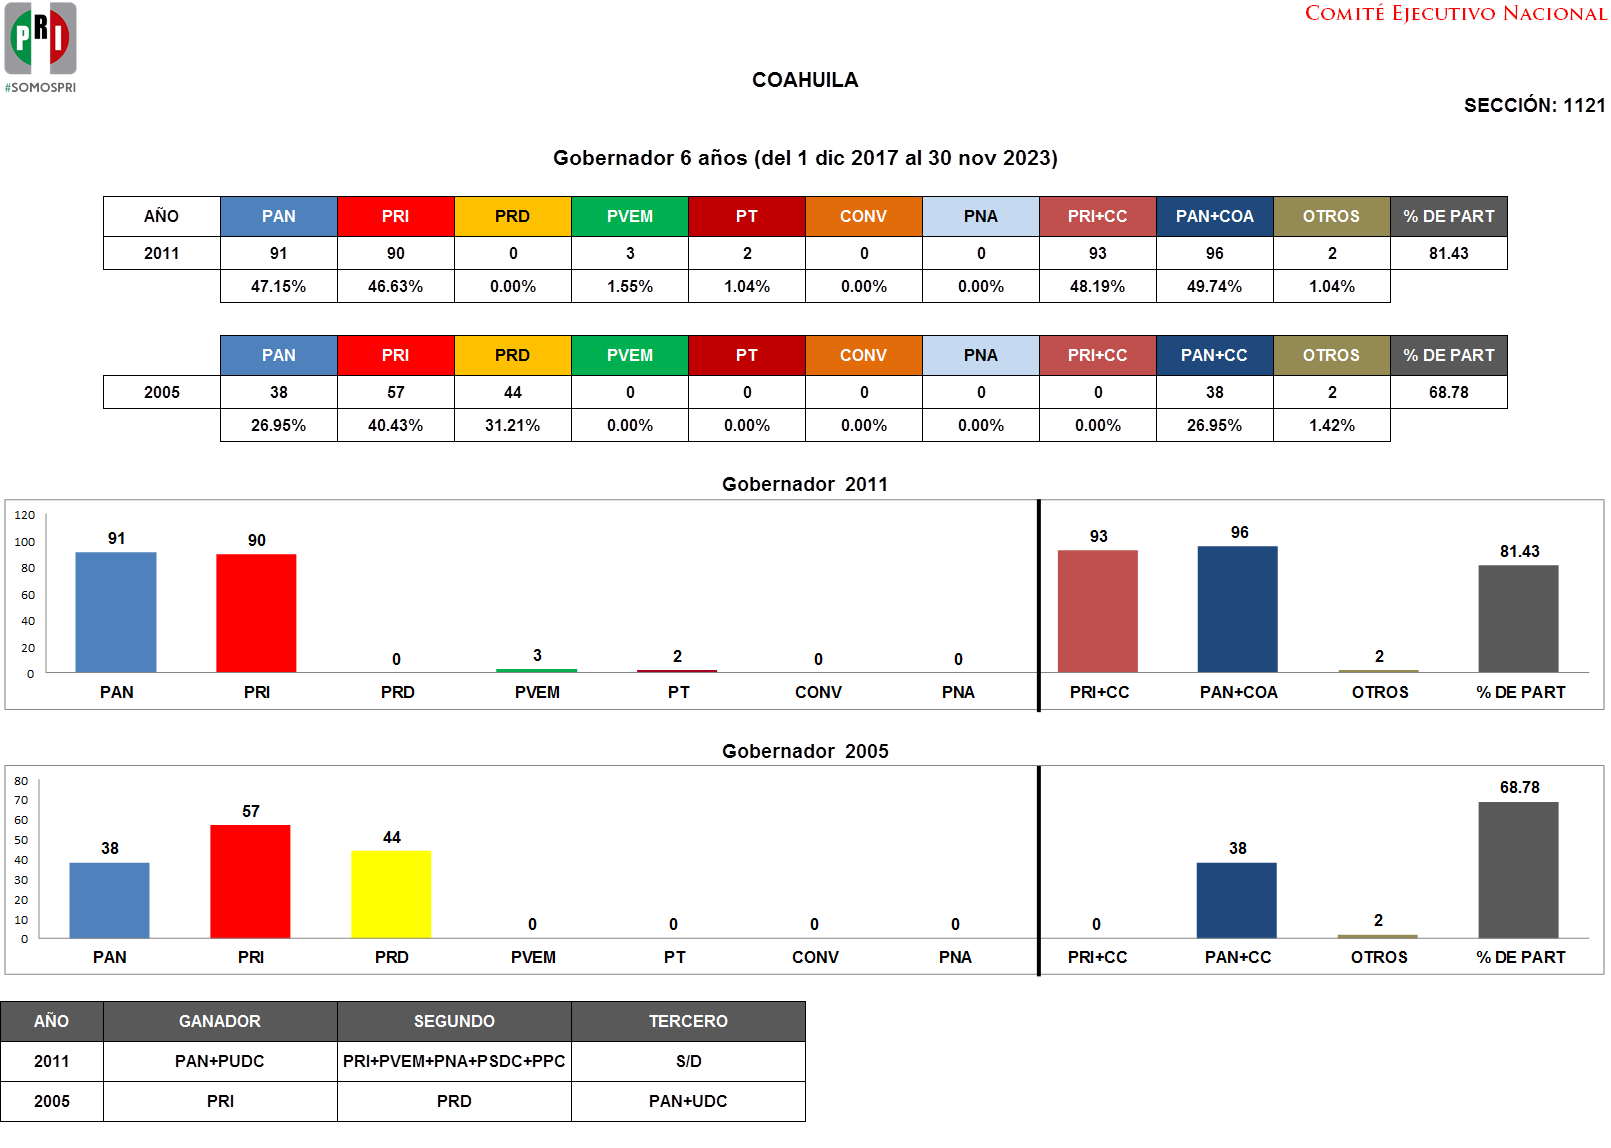 PRI
#SOMOSPRI
COMITÉ EJECUTIVO NACIONAL
COAHUILA
SECCIÓN: 1121
Gobernador 6 años (del 1 dic 2017 al 30 nov 2023)
AÑO PAN PRI PRD PVEM PT CONV PNA PRI+CC PAN+COA OTROS % DE PART
2011 91 90 0 3 2 0 0 93 96 2 81.43
47.15% 46.63% 0.00% 1.55% 1.04% 0.00% 0.00% 48.19% 49.74% 1.04%
PAN PRI PRD PVEM PT CONV PNA PRI+CC PAN+CC OTROS % DE PART
2005 38 57 44 0 0 0 0 0 38 2 68.78
26.95% 40.43% 31.21% 0.00% 0.00% 0.00% 0.00% 0.00% 26.95% 1.42%
Gobernador 2011
120
100
80
60
40
20
0
91 90 0 3 2 0 0 93 96 2 81.43
PAN PRI PRD PVEM PT CONV PNA PRI+CC PAN+COA OTROS % DE PART
Gobernador 2005
80
70
60
50
40
30
20
10
0
38 57 44 0 0 0 0 0 38 2 68.78
PAN PRI PRD PVEM PT CONV PNA PRI+CC PAN+CC OTROS % DE PART
AÑO GANADOR SEGUNDO TERCERO
2011 PAN+PUDC PRI+PVEM+PNA+PSDC+PPC S/D
2005 PRI PRD PAN+UDC